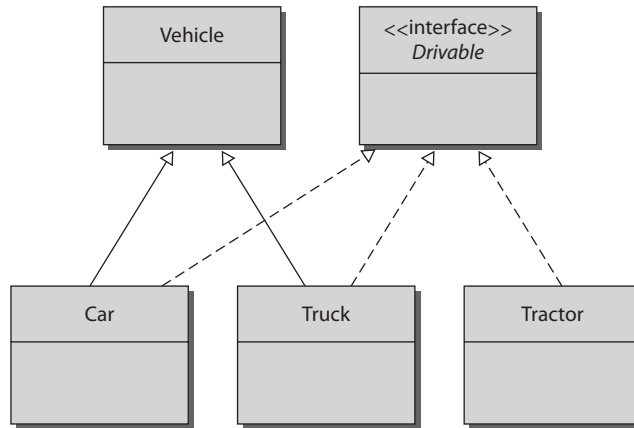 Vehicle
<<interface>>
Drivable
Car
Truck
Tractor